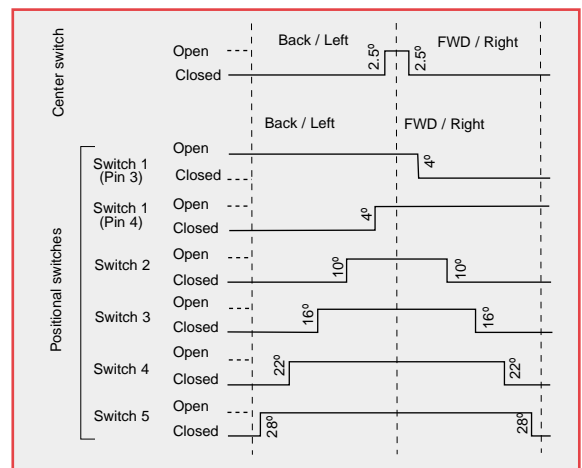 Center switch
Back / Left
FWD / Right
Open
Closed
2.5º
2.5º
Back / Left
FWD / Right
Positional switches
Switch 1
(Pin 3)
Open
Closed
4º
Switch 1
(Pin 4)
Open
Closed
4º
Switch 2
Open
Closed
10º
10º
Switch 3
Open
Closed
16º
16º
Switch 4
Open
Closed
22º
22º
Switch 5
Open
Closed
28º
28º